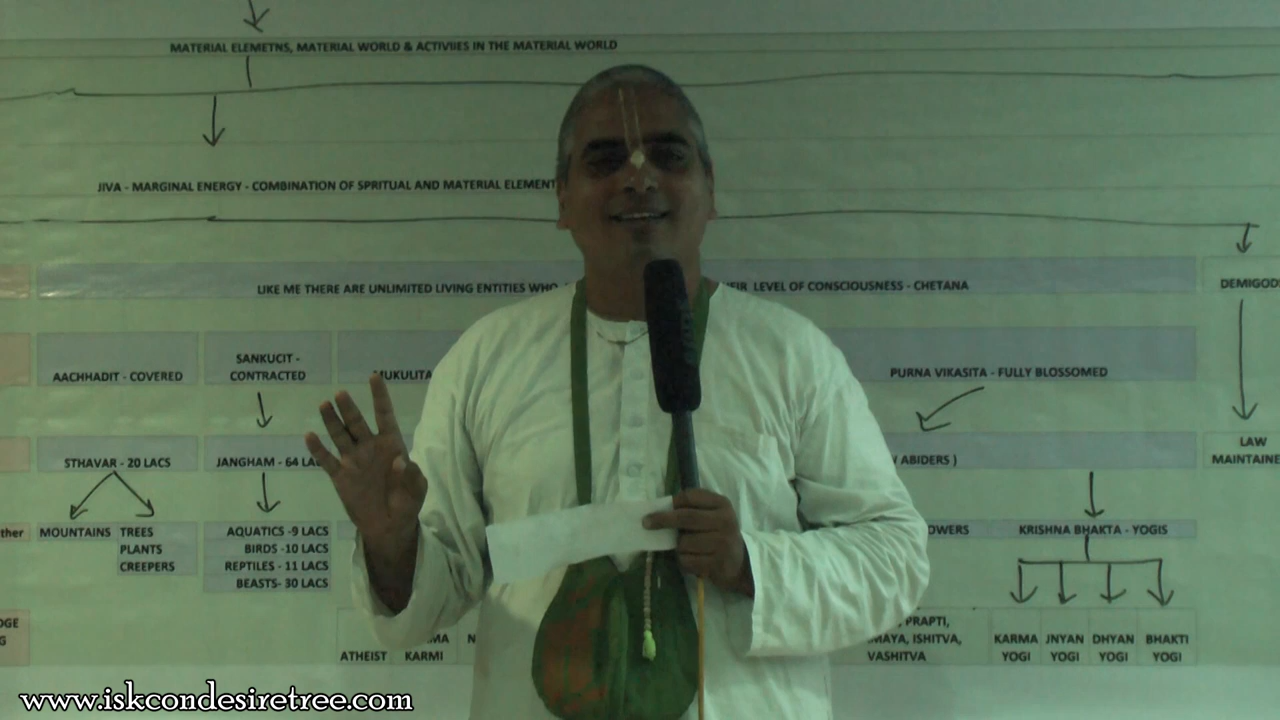 MATERIAL ELEMETNS, MATERIAL WORLD & ACTIVIIES IN THE MATERIAL WORLD
JIVA - MARGINAL ENERGY - COMBINATION OF SPRITUAL AND MATERIAL ELEMENT
LIKE ME THERE ARE UNLIMITED LIVING ENTITIES WHO LEVEL OF CONSCIOUSNESS - CHETANA
AACHHADIT - COVERED
SANKUCIT -
CONTRACTED
MUKULITA
PURNA VIKASITA - FULLY BLOSSOMED
STHAVAR - 20 LACS
JANGHAM - 64
ABIDERS )
LAW
MOUNTAINS
TREES
PLANTS
CREEPERS
AQUATICS -9 LACS
BIRDS -10 LACS
REPTILES - 11 LACS
BEASTS- 30 LACS
KRISHNA BHAKTA - YOGIS
ATHEIST
KARMI
PRAPTI,
ISHITVA,
VASHITVA
KARMA
YOGI
JNYAN
YOGI
DHYAN
YOGI
BHAKTI
YOGI
www.iskcondesiretree.com